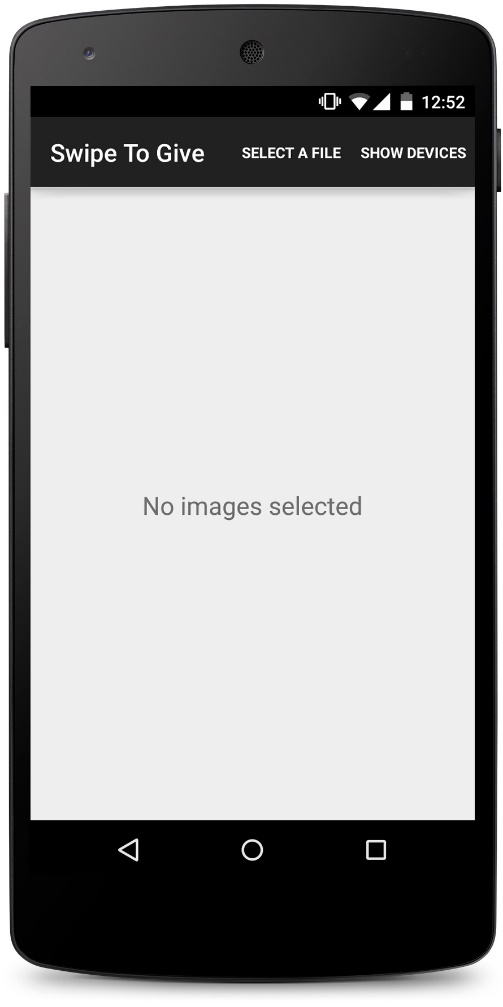 12:52
Swipe To Give SELECT A FILE SHOW DEVICES
No images selected